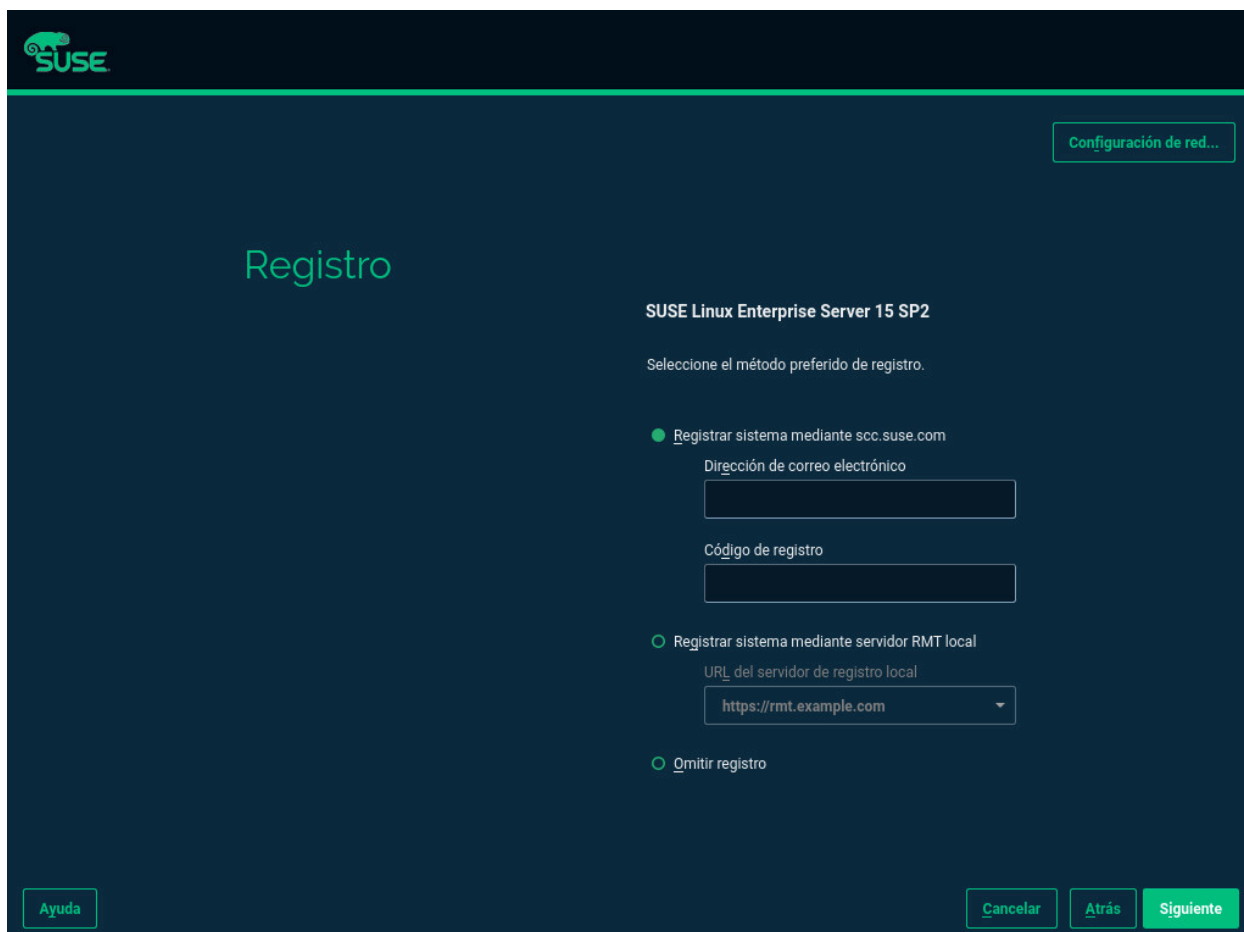 SUSE
Configuración de red...
Registro
SUSE Linux Enterprise Server 15 SP2
Seleccione el método preferido de registro.
Registrar sistema mediante scc.suse.com
Dirección de correo electrónico
Código de registro
Registrar sistema mediante servidor RMT local
URL del servidor de registro local
https://rmt.example.com
Omitir registro
Ayuda
Cancelar
Atrás
Siguiente